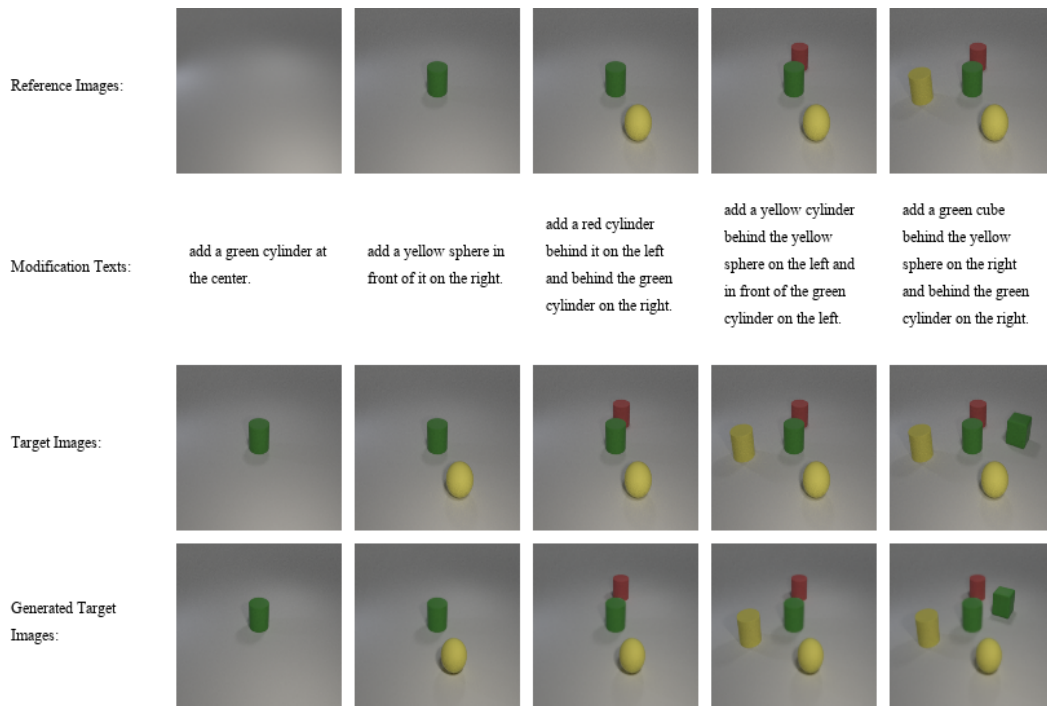 Reference Images:
Modification Texts:
add a green cylinder at
the center.
add a yellow sphere in
front of it on the right.
add a red cylinder
behind it on the left
and behind the green
cylinder on the right.
add a yellow cylinder
behind the yellow
sphere on the left and
in front of the green
cylinder on the left.
add a green cube
behind the yellow
sphere on the right
and behind the green
cylinder on the right.
Target Images:
Generated Target
Images: